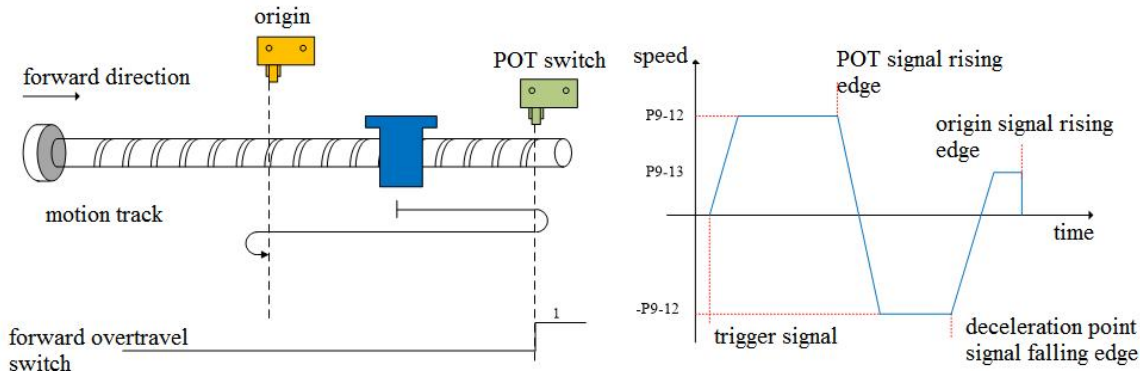 origin
POT switch
forward direction
motion track
1
forward overtravel
switch
speed
POT signal rising
edge
P9-12
origin signal rising
edge
P9-13
time
-P9-12
trigger signal
deceleration point
signal falling edge